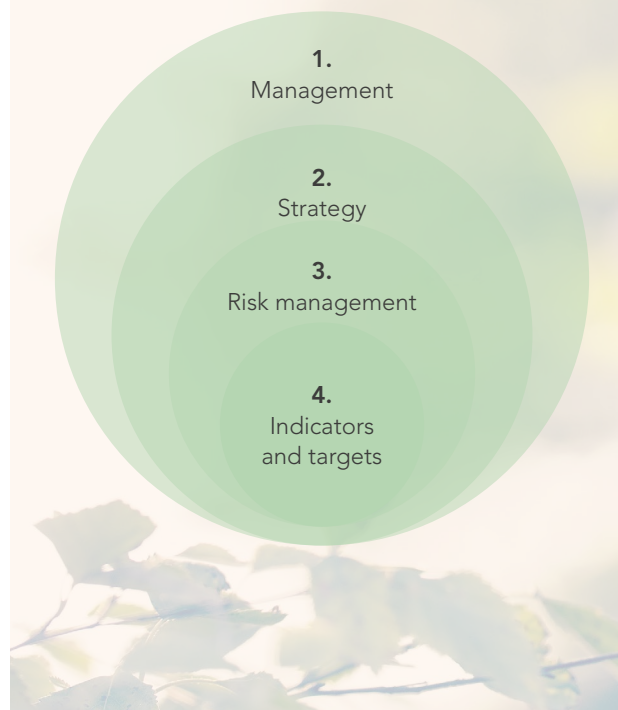 1.
Management
2.
Strategy
3.
Risk management
4.
Indicators
and targets